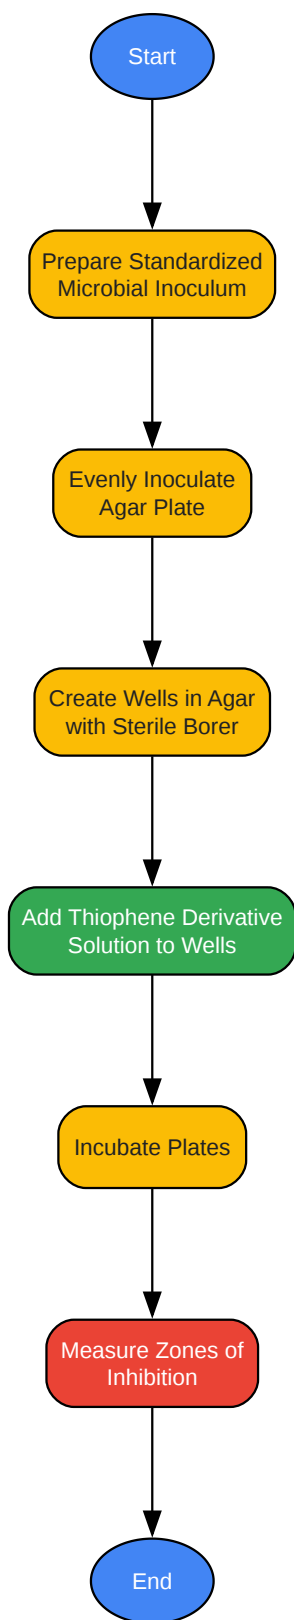 Start
Prepare Standardized
Microbial Inoculum
Evenly Inoculate
Agar Plate
Create Wells in Agar
with Sterile Borer
Add Thiophene Derivative
Solution to Wells
Incubate Plates
Measure Zones of
Inhibition
End